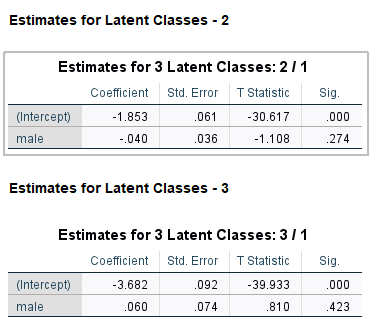 Estimates for Latent Classes - 2
Estimates for 3 Latent Classes: 2 / 1
Coefficient Std. Error T Statistic Sig.
(Intercept) -1.853 .061 -30.617 .000
male -.040 .036 -1.108 .274
Estimates for Latent Classes - 3
Estimates for 3 Latent Classes: 3 / 1
Coefficient Std. Error T Statistic Sig.
(Intercept) -3.682 .092 -39.933 .000
male .060 .074 .810 .423